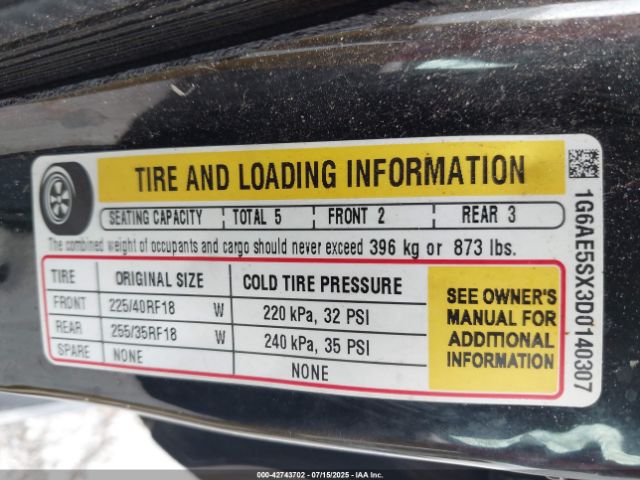 TIRE AND LOADING INFORMATION
SEATING CAPACITY TOTAL 5 FRONT 2 REAR 3
The combined weight of occupants and cargo should never exceed 396 kg or 873 lbs.
TIRE ORIGINAL SIZE COLD TIRE PRESSURE
FRONT 225/40RF18 W 220 kPa, 32 PSI
REAR 255/35RF18 W 240 kPa, 35 PSI
SPARE NONE NONE
SEE OWNER'S
MANUAL FOR
ADDITIONAL
INFORMATION
1G6AE5SX3D0140307
00-42743702 07/15/2025 - IAAI.COM